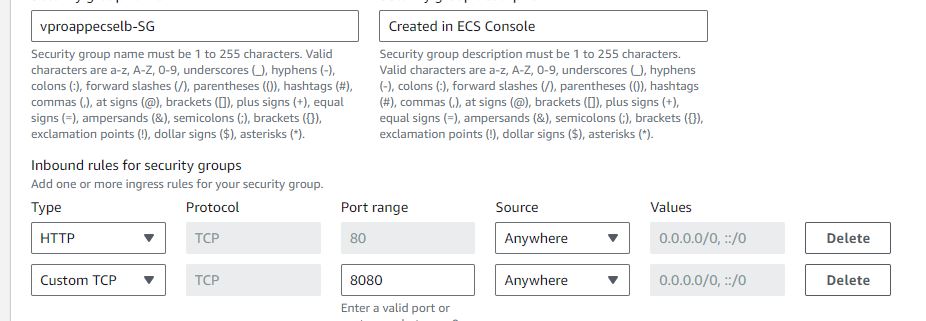 vproappecselb-SG
Created in ECS Console
Security group name must be 1 to 255 characters. Valid
characters are a-z, A-Z, 0-9, underscores (_), hyphens (-),
colons (:), forward slashes (/), parentheses (()), hashtags (#),
commas (,), at signs (@), brackets ([]), plus signs (+), equal
signs (=), ampersands (&), semicolons (;), brackets ({}),
exclamation points (!), dollar signs ($), asterisks (*).
Security group description must be 1 to 255 characters.
Valid characters are a-z, A-Z, 0-9, underscores (_), hyphens
(-), colons (:), forward slashes (/), parentheses (()), hashtags
(#), commas (,), at signs (@), brackets ([]), plus signs (+),
equal signs (=), ampersands (&), semicolons (;), brackets ({}),
exclamation points (!), dollar signs ($), asterisks (*).
Inbound rules for security groups
Add one or more ingress rules for your security group.
Type Protocol Port range Source Values
HTTP TCP 80 Anywhere 0.0.0.0/0, ::/0 Delete
Custom TCP TCP 8080 Anywhere 0.0.0.0/0, ::/0 Delete
Enter a valid port or